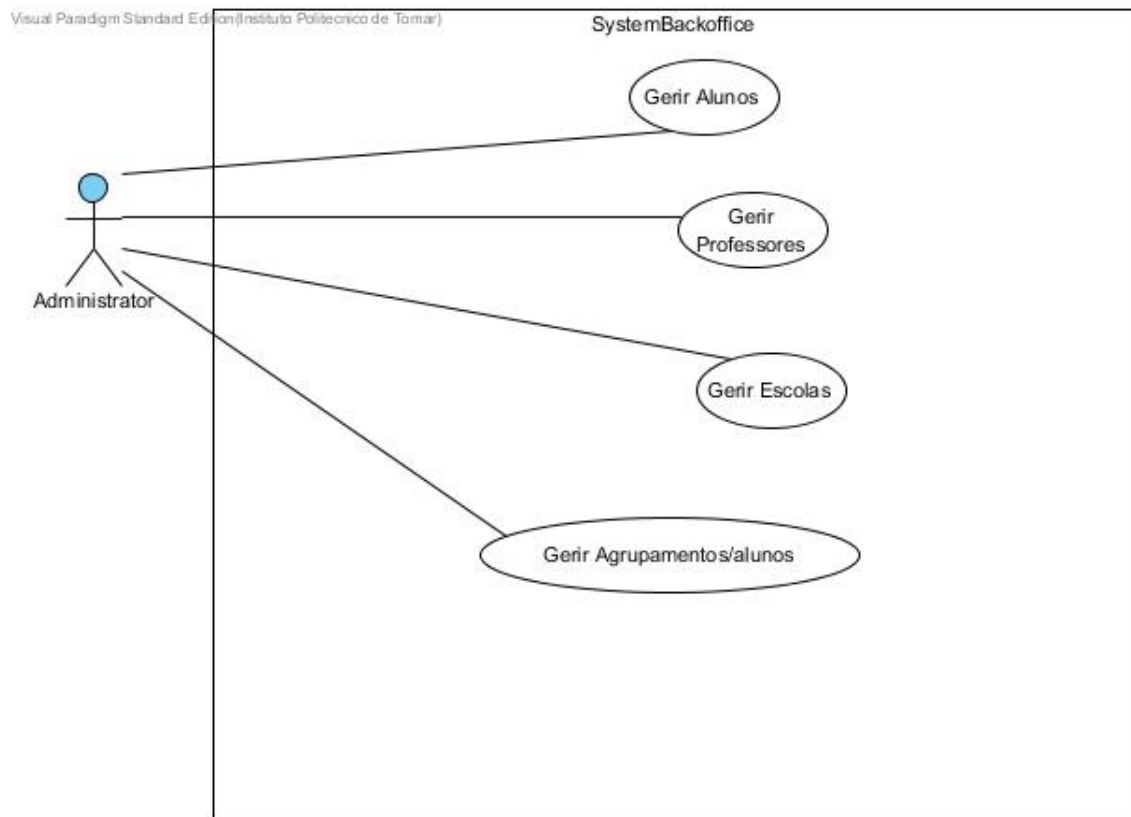 Visual Paradigm Standard Edition(Instituto Politecnico de Tomar)
SystemBackoffice
Gerir Alunos
Gerir
Professores
Administrator
Gerir Escolas
Gerir Agrupamentos/alunos